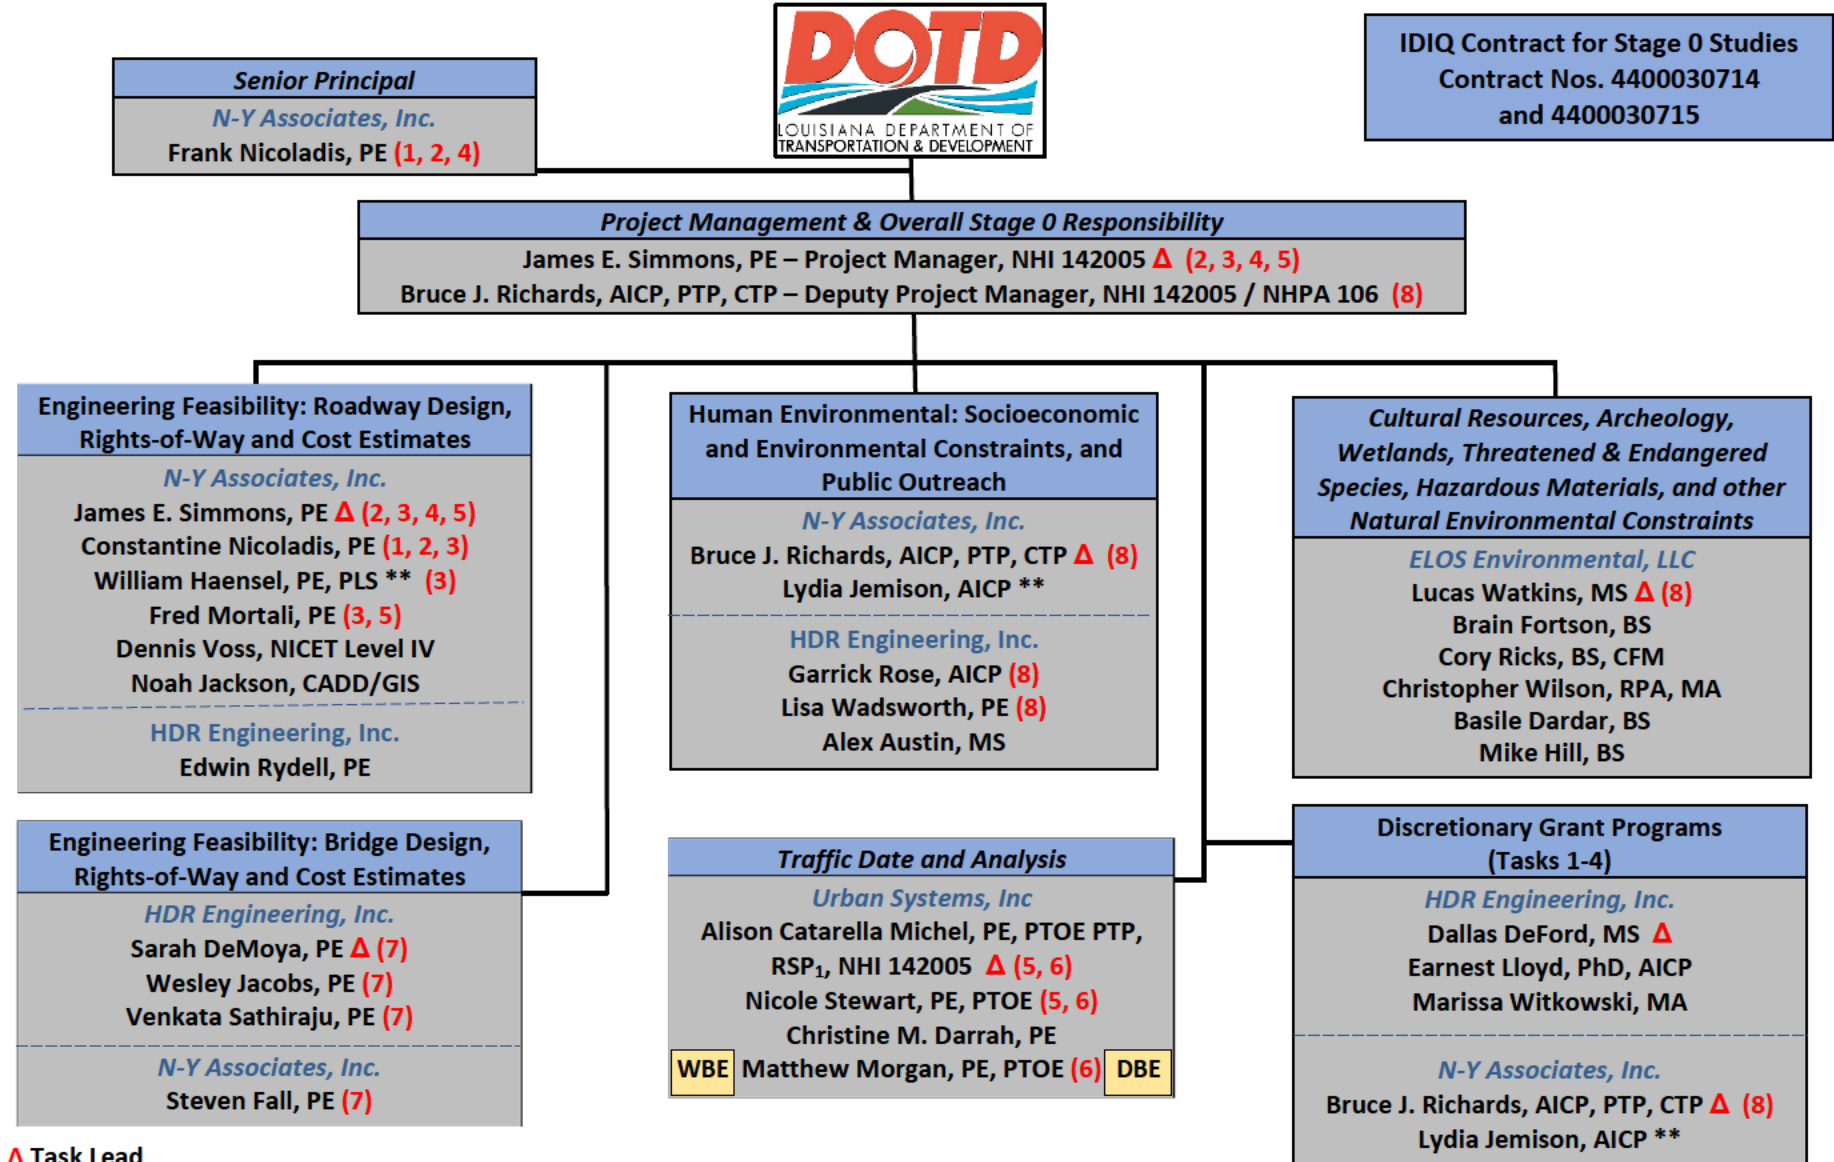 DOTD
LOUISIANA DEPARTMENT OF
TRANSPORTATION & DEVELOPMENT
IDIQ Contract for Stage 0 Studies
Contract Nos. 4400030714
and 4400030715
Senior Principal
N-Y Associates, Inc.
Frank Nicoladis, PE (1, 2, 4)
Project Management & Overall Stage 0 Responsibility
James E. Simmons, PE – Project Manager, NHI 142005 Δ (2, 3, 4, 5)
Bruce J. Richards, AICP, PTP, CTP – Deputy Project Manager, NHI 142005 / NHPA 106 (8)
Engineering Feasibility: Roadway Design,
Rights-of-Way and Cost Estimates
N-Y Associates, Inc.
James E. Simmons, PE Δ (2, 3, 4, 5)
Constantine Nicoladis, PE (1, 2, 3)
William Haensel, PE, PLS ** (3)
Fred Mortali, PE (3, 5)
Dennis Voss, NICET Level IV
Noah Jackson, CADD/GIS
HDR Engineering, Inc.
Edwin Rydell, PE
Human Environmental: Socioeconomic
and Environmental Constraints, and
Public Outreach
N-Y Associates, Inc.
Bruce J. Richards, AICP, PTP, CTP Δ (8)
Lydia Jemison, AICP **
HDR Engineering, Inc.
Garrick Rose, AICP (8)
Lisa Wadsworth, PE (8)
Alex Austin, MS
Cultural Resources, Archeology,
Wetlands, Threatened & Endangered
Species, Hazardous Materials, and other
Natural Environmental Constraints
ELOS Environmental, LLC
Lucas Watkins, MS Δ (8)
Brain Fortson, BS
Cory Ricks, BS, CFM
Christopher Wilson, RPA, MA
Basile Dardar, BS
Mike Hill, BS
Engineering Feasibility: Bridge Design,
Rights-of-Way and Cost Estimates
HDR Engineering, Inc.
Sarah DeMoya, PE Δ (7)
Wesley Jacobs, PE (7)
Venkata Sathiraju, PE (7)
N-Y Associates, Inc.
Steven Fall, PE (7)
Traffic Date and Analysis
Urban Systems, Inc
Alison Catarella Michel, PE, PTOE PTP,
RSP₁, NHI 142005 Δ (5, 6)
Nicole Stewart, PE, PTOE (5, 6)
Christine M. Darrah, PE
WBE Matthew Morgan, PE, PTOE (6) DBE
Discretionary Grant Programs
(Tasks 1-4)
HDR Engineering, Inc.
Dallas DeFord, MS Δ
Earnest Lloyd, PhD, AICP
Marissa Witkowski, MA
N-Y Associates, Inc.
Bruce J. Richards, AICP, PTP, CTP Δ (8)
Lydia Jemison, AICP **
Δ Task Lead